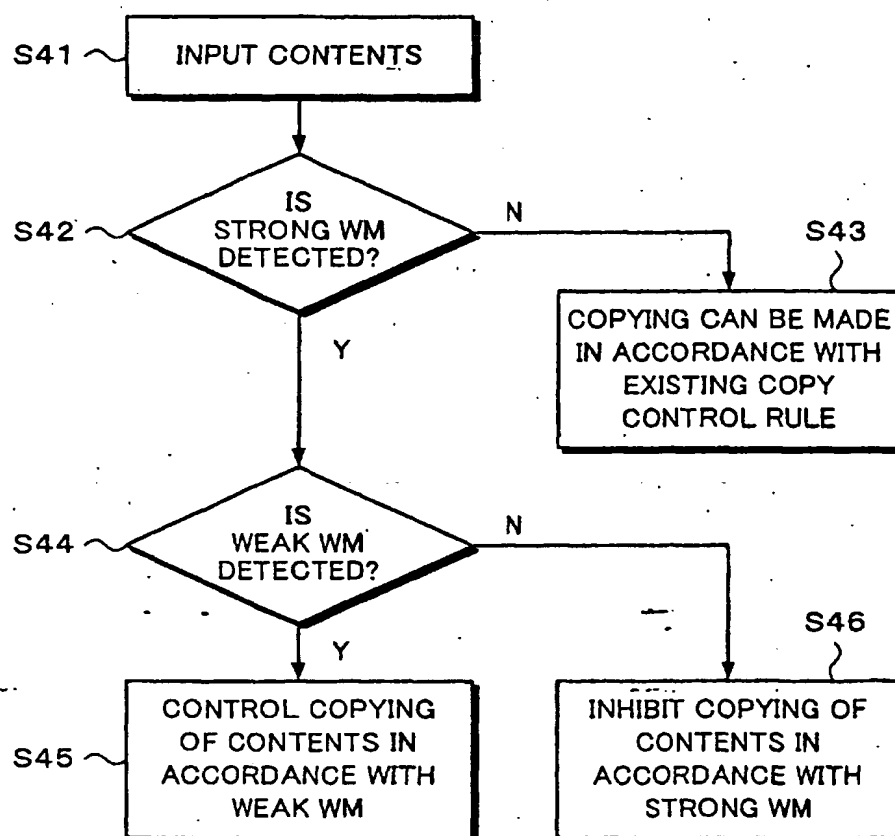 S41
INPUT CONTENTS
S42
IS
STRONG WM
DETECTED?
N
Y
S43
COPYING CAN BE MADE
IN ACCORDANCE WITH
EXISTING COPY
CONTROL RULE
S44
IS
WEAK WM
DETECTED?
N
Y
S45
CONTROL COPYING
OF CONTENTS IN
ACCORDANCE WITH
WEAK WM
S46
INHIBIT COPYING OF
CONTENTS IN
ACCORDANCE WITH
STRONG WM